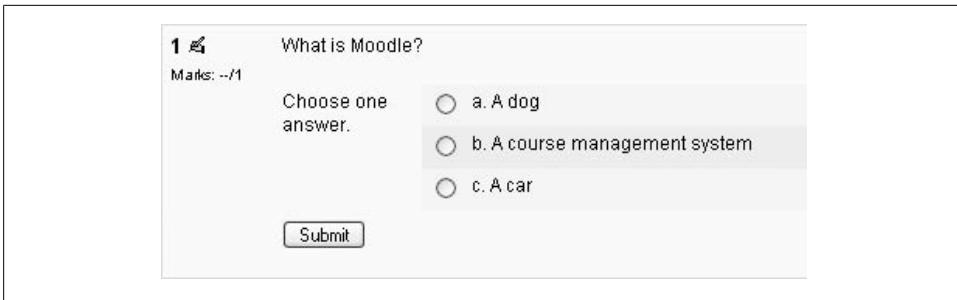 1 What is Moodle?
Marks: --/1
Choose one
answer.
a. A dog
b. A course management system
c. A car
Submit